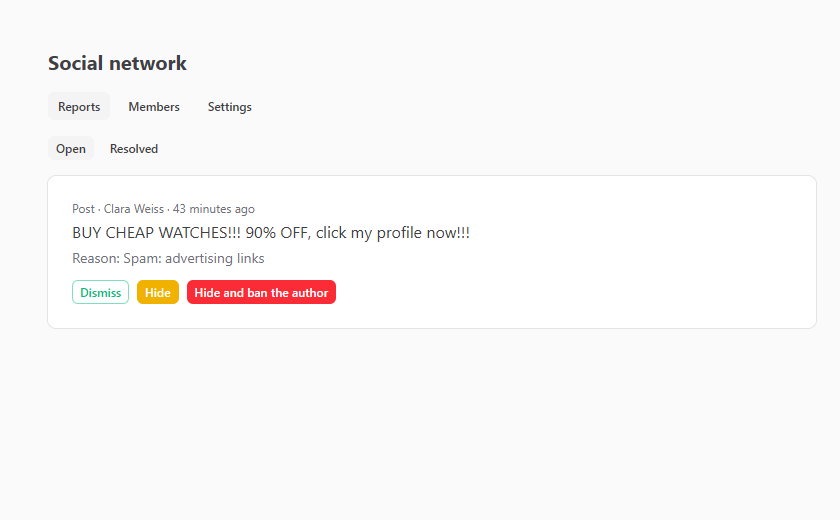 Social network
Reports Members Settings
Open Resolved
Post · Clara Weiss · 43 minutes ago
BUY CHEAP WATCHES!!! 90% OFF, click my profile now!!!
Reason: Spam: advertising links
Dismiss Hide Hide and ban the author